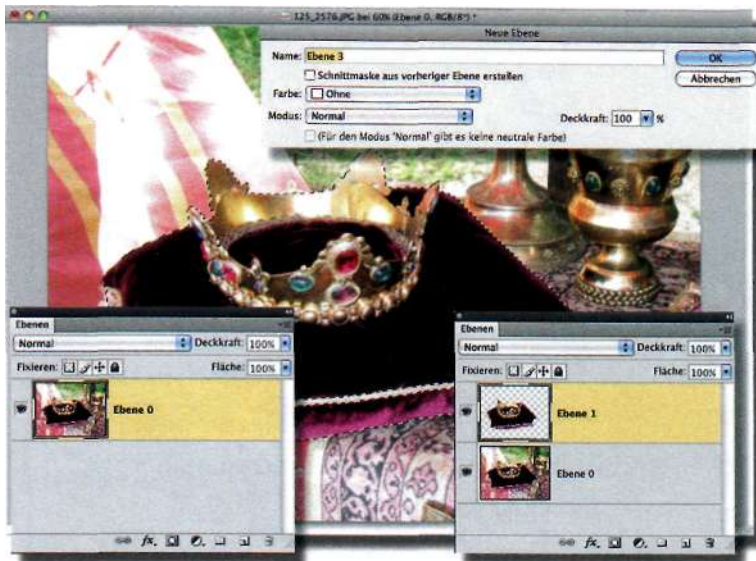 125_2576.JPG bei 60% (Ebene 0, RGB/8*) *
Neue Ebene
Name: Ebene 3
OK
Schnittmaske aus vorheriger Ebene erstellen
Abbrechen
Farbe: Ohne
Modus: Normal
Deckkraft: 100 %
(Für den Modus "Normal" gibt es keine neutrale Farbe)
Ebenen
Normal
Deckkraft: 100%
Fixieren:
Fläche: 100%
Ebene 0
fx.
Ebenen
Normal
Deckkraft: 100%
Fixieren:
Fläche: 100%
Ebene 1
Ebene 0
fx.